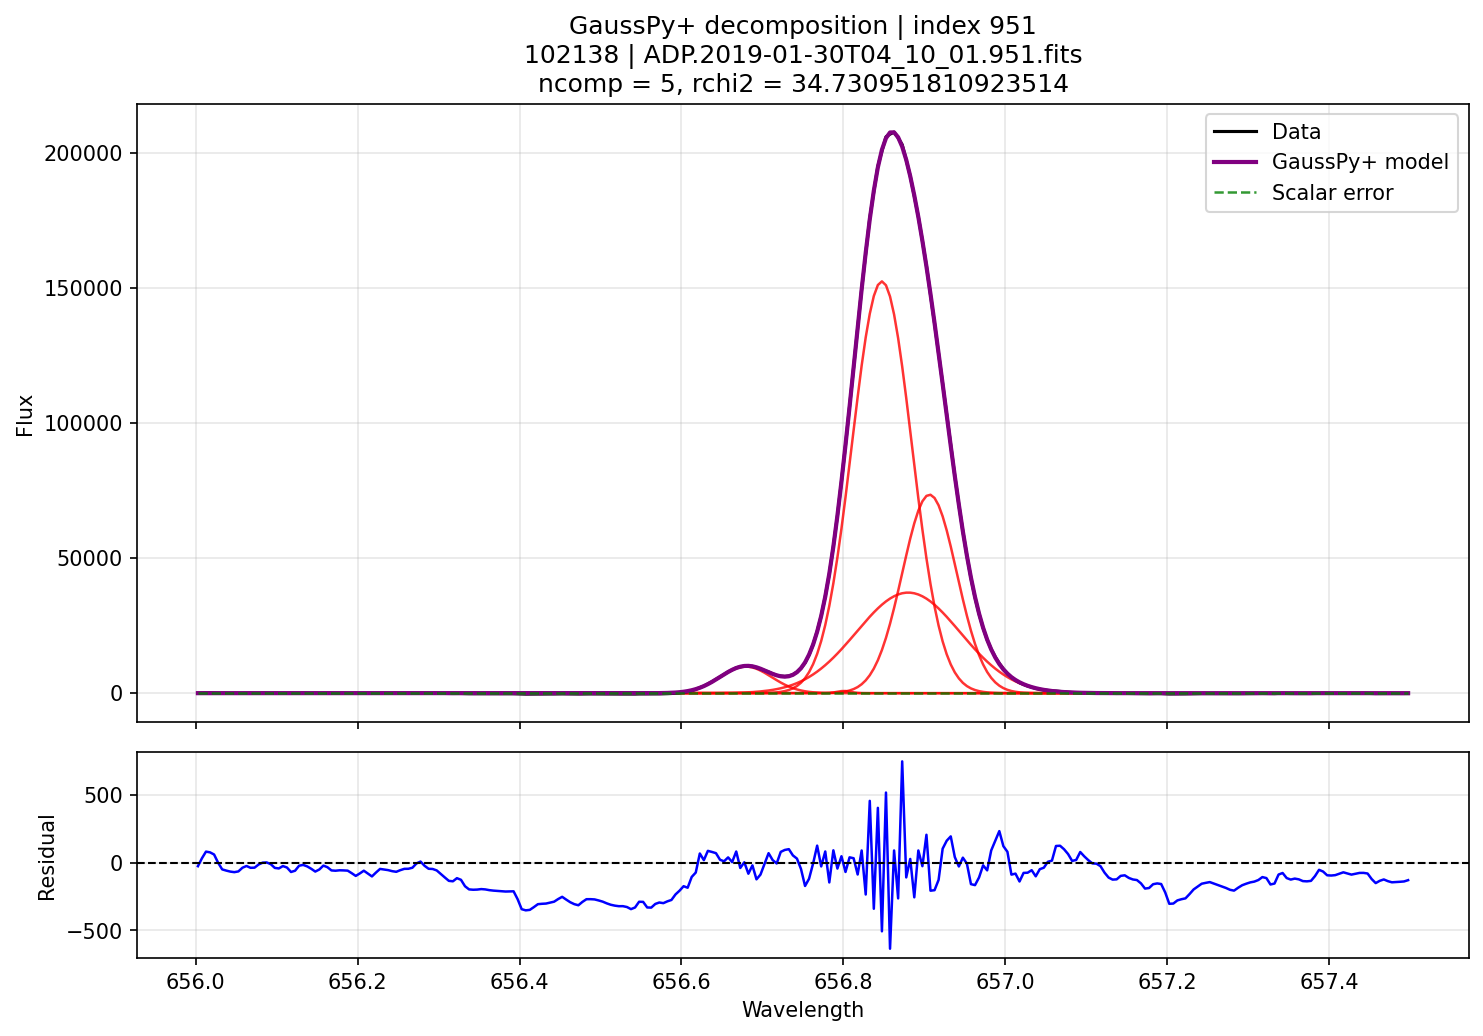 GaussPy+ decomposition | index 951
102138 | ADP.2019-01-30T04_10_01.951.fits
ncomp = 5, rchi2 = 34.730951810923514
Data
GaussPy+ model
Scalar error
Flux
200000
150000
100000
50000
0
Residual
500
0
−500
656.0
656.2
656.4
656.6
656.8
657.0
657.2
657.4
Wavelength